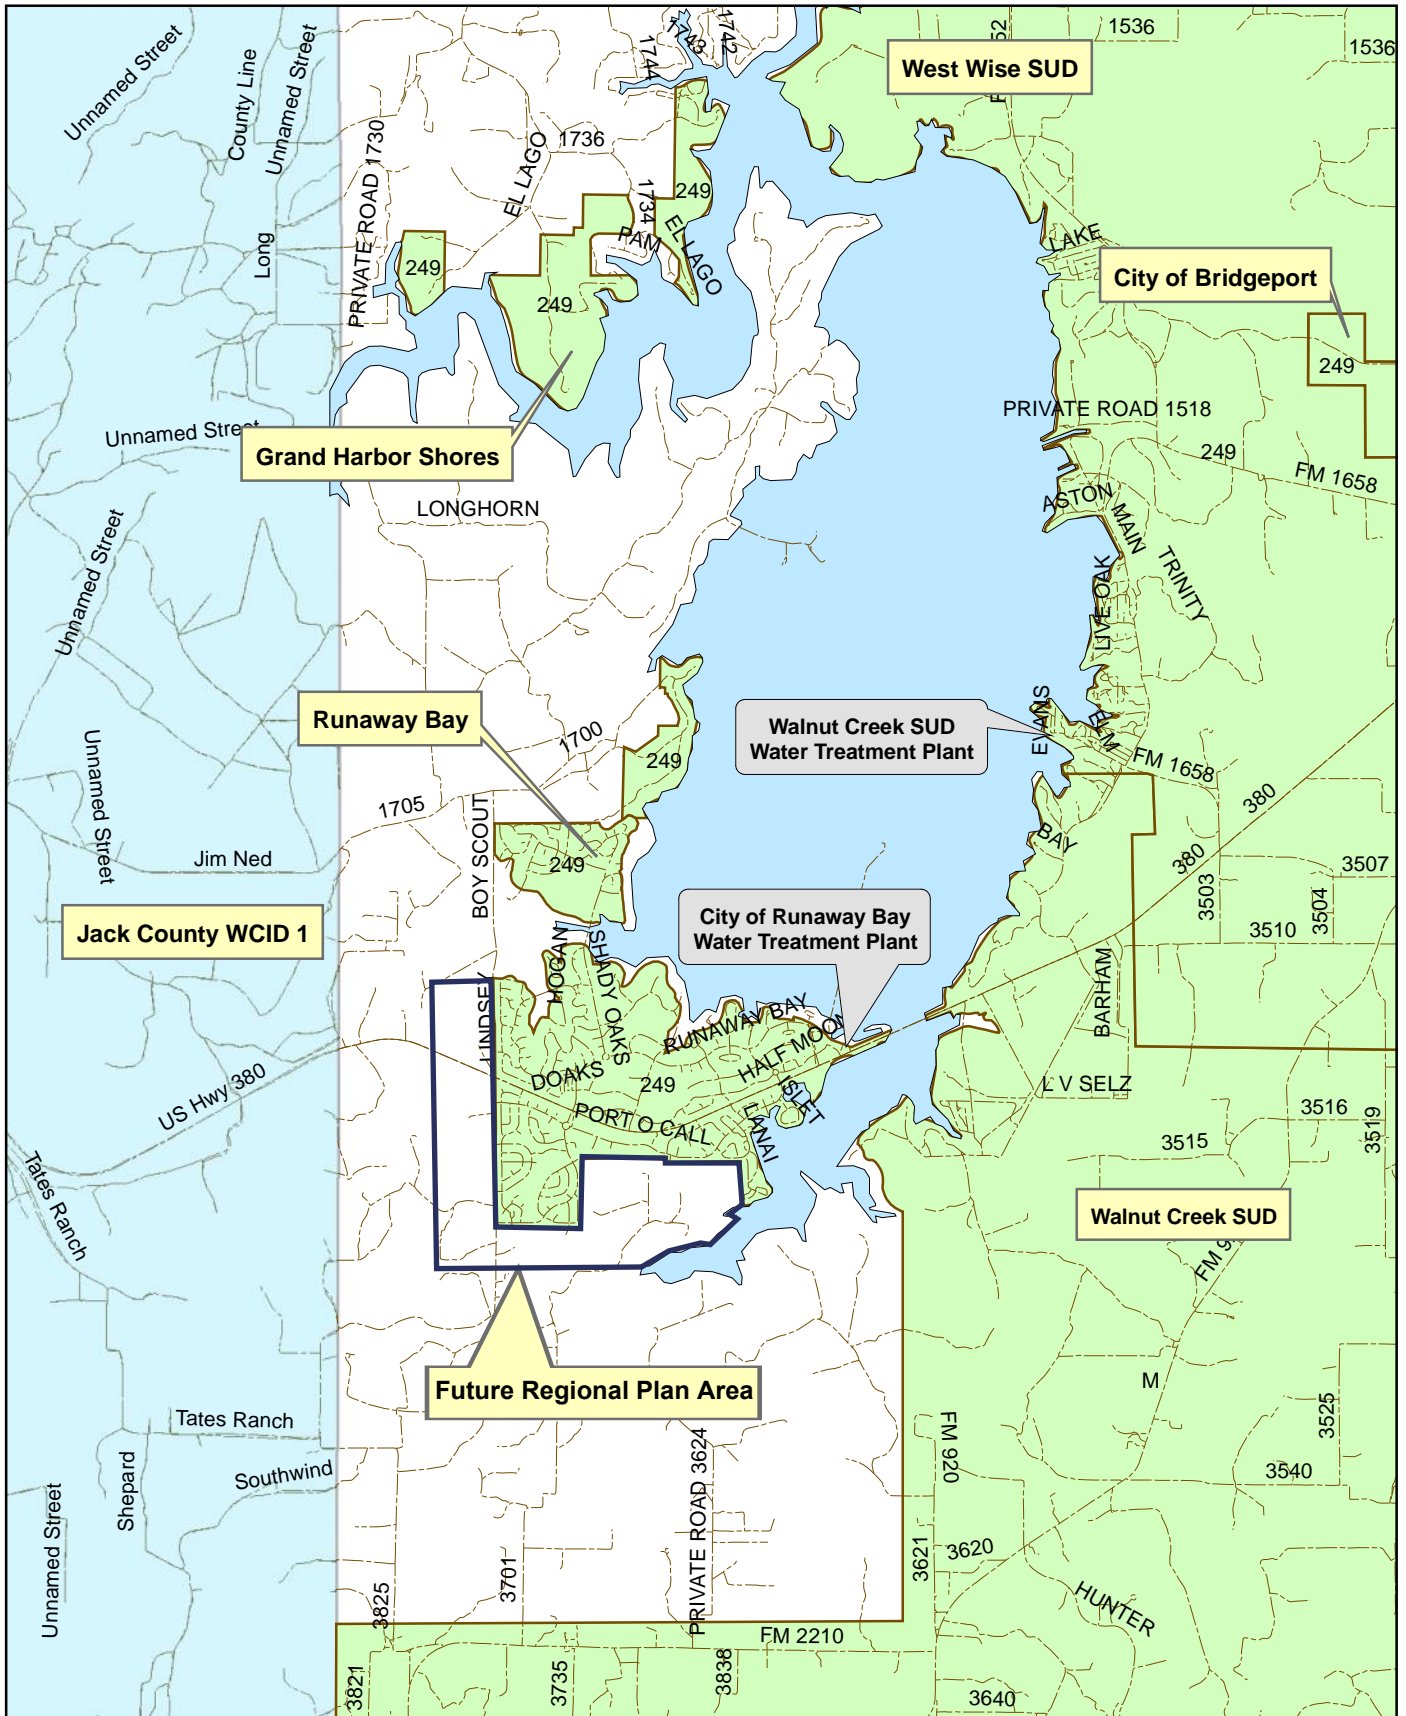 Unnamed Street
County Line
Unnamed Street
1744
1743
1742
1536
1536
West Wise SUD
PRIVATE ROAD 1730
EL LAGO
1736
1734
249
PAM
EL LAGO
Long
249
249
LAKE
City of Bridgeport
249
PRIVATE ROAD 1518
249
FM 1658
Unnamed Street
Grand Harbor Shores
LONGHORN
ASTON
MAIN
TRINITY
LIVE OAK
Unnamed Street
Runaway Bay
1700
249
Walnut Creek SUD
Water Treatment Plant
EVANS
ELM
FM 1658
380
Unnamed Street
1705
BOY SCOUT
Jim Ned
249
BAY
380
3503
3504
3507
3510
Jack County WCID 1
City of Runaway Bay
Water Treatment Plant
HOGAN
SHADY OAKS
LINDSEY
BARHAM
RUNAWAY BAY
HALF MOON
US Hwy 380
DOAKS
249
ISLET
L V SELZ
PORT O CALL
LANAI
3516
3515
3519
Tates Ranch
Walnut Creek SUD
FM 9
Future Regional Plan Area
M
Tates Ranch
Shepard
Southwind
Unnamed Street
PRIVATE ROAD 3624
FM 920
3525
3540
3825
3701
3621
3620
HUNTER
FM 2210
3821
3735
3838
3640